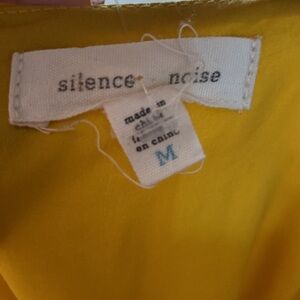 silence + noise
made in
en chine
M